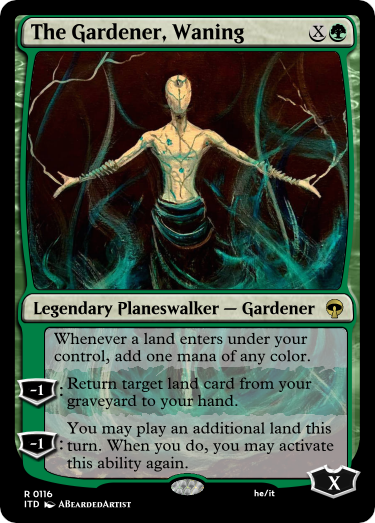 The Gardener, Waning X
Legendary Planeswalker — Gardener
Whenever a land enters under your
control, add one mana of any color.
-1: Return target land card from your
graveyard to your hand.
-1: You may play an additional land this
turn. When you do, you may activate
this ability again.
X
R 0116 he/it
ITD ABeardedArtist